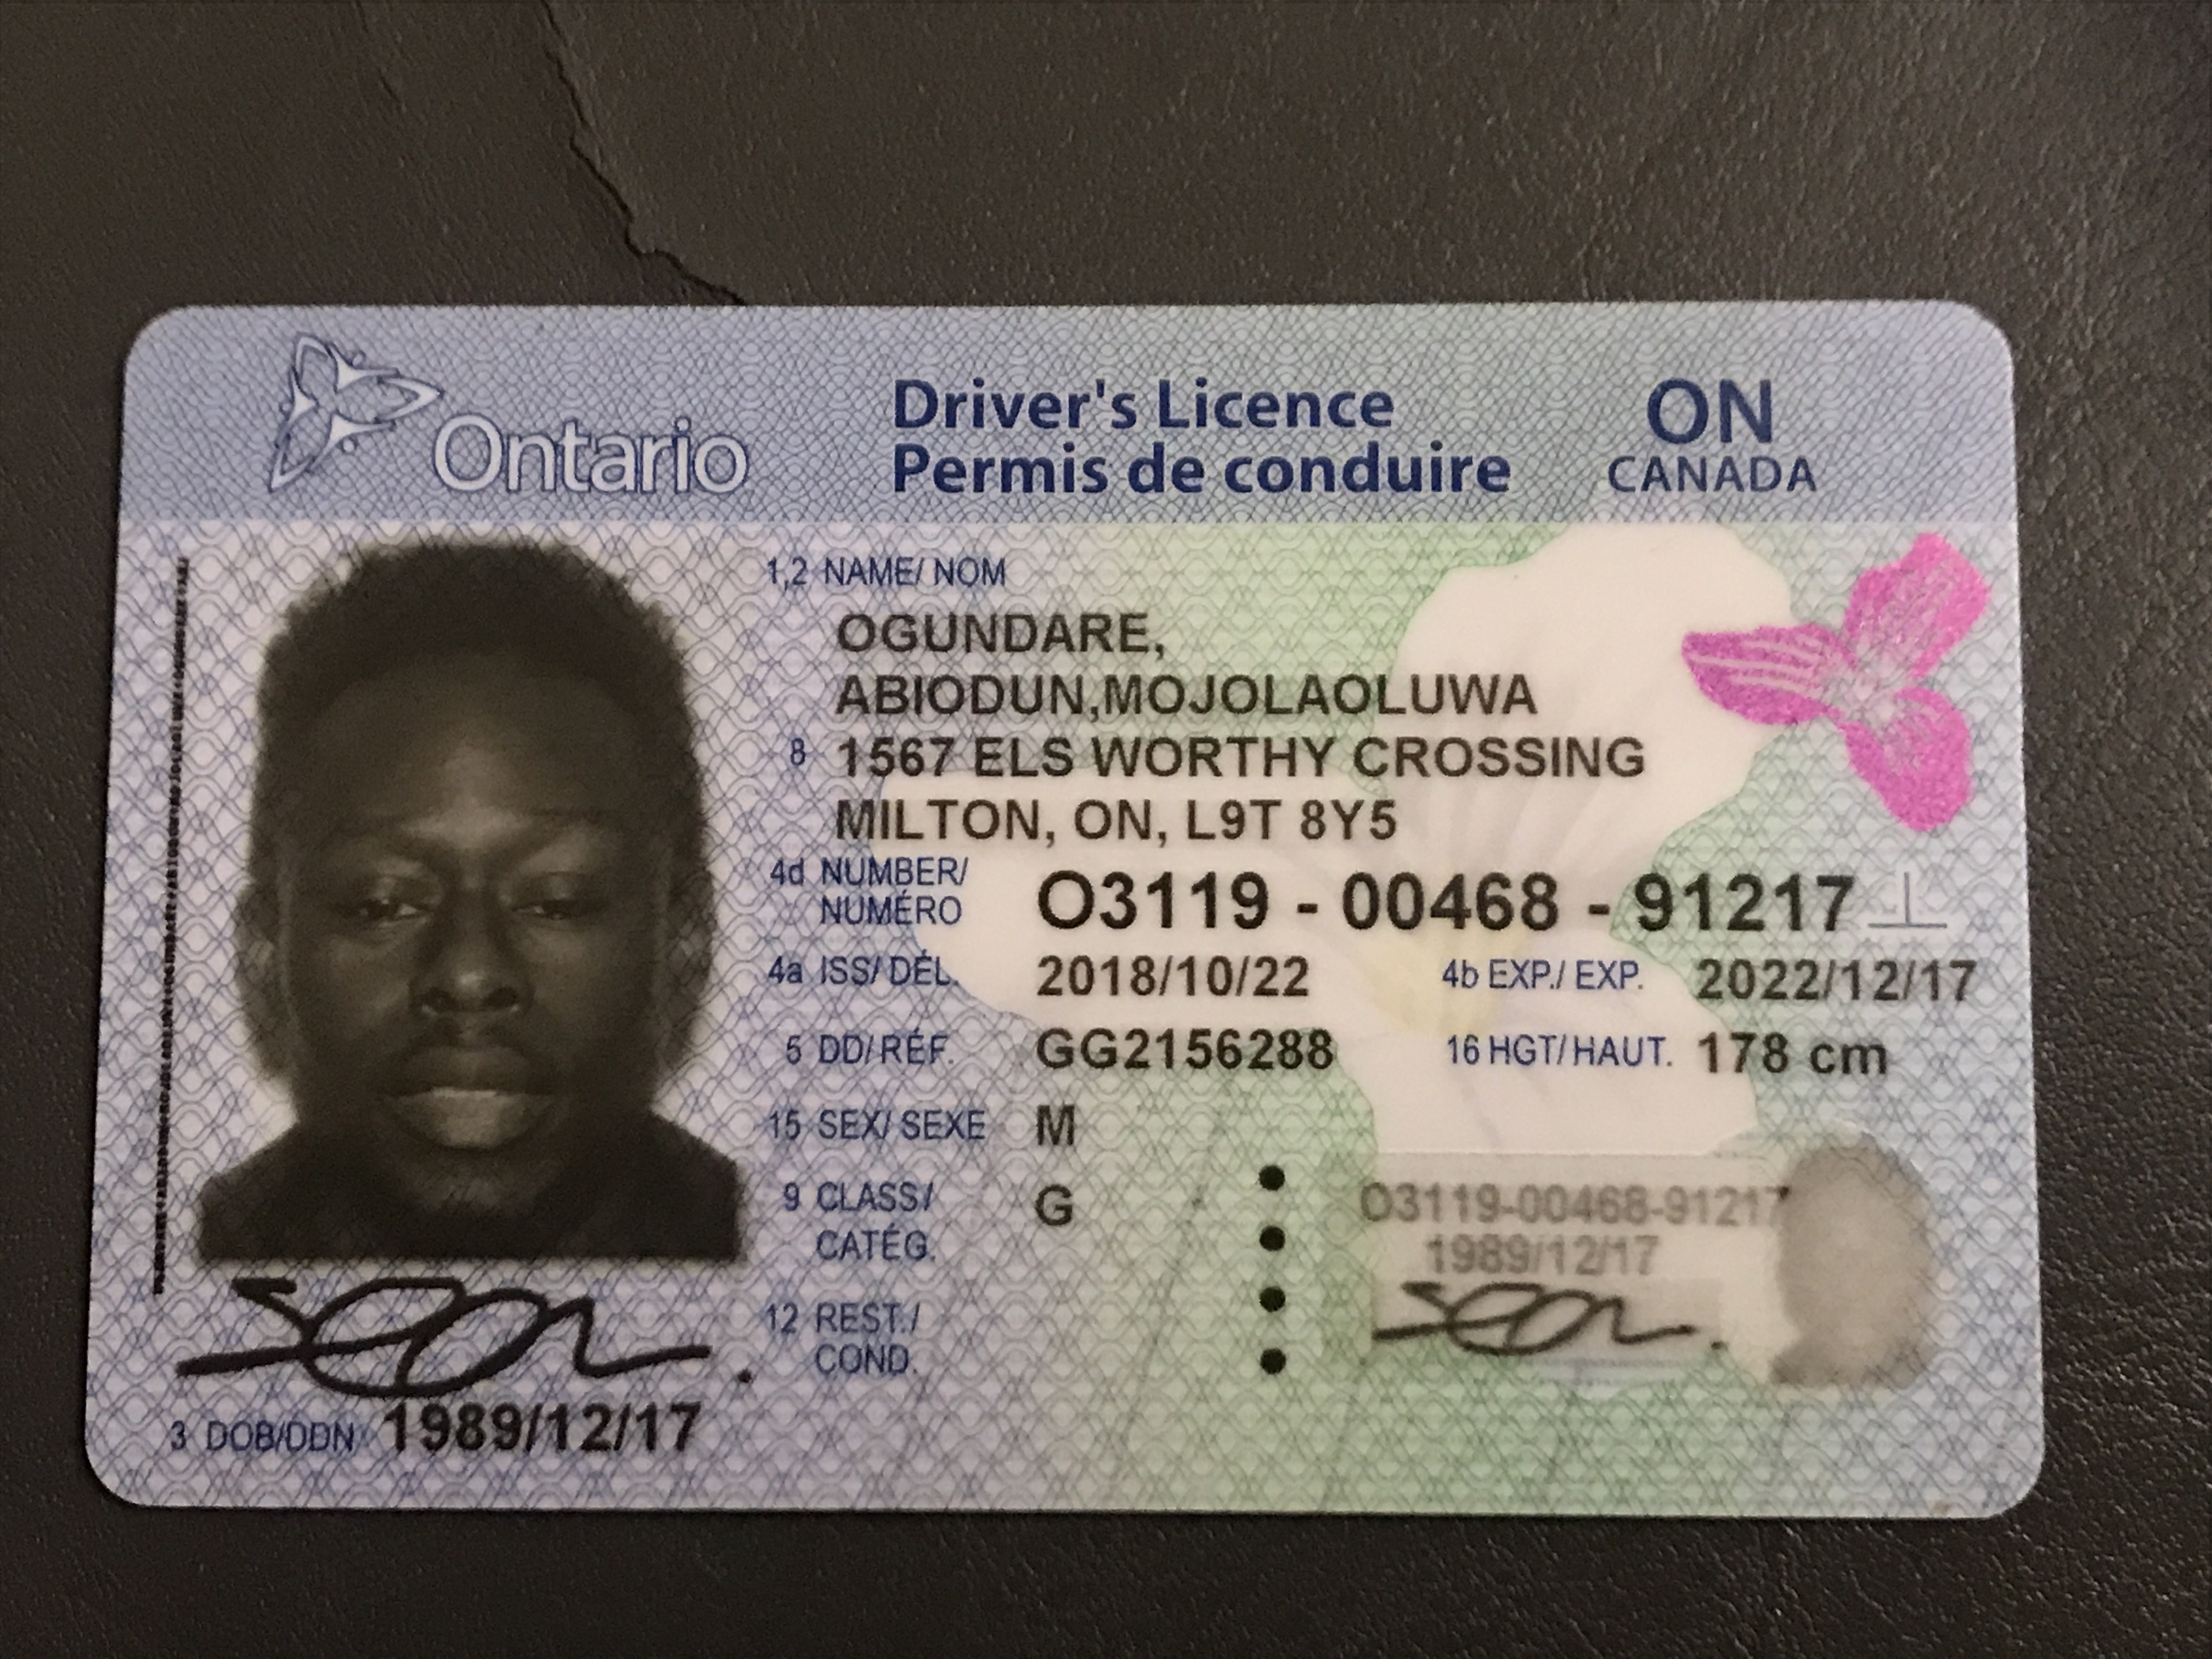 Ontario
Driver's Licence
Permis de conduire
ON
CANADA
1,2 NAME/ NOM
OGUNDARE,
ABIODUN,MOJOLAOLUWA
8 1567 ELS WORTHY CROSSING
MILTON, ON, L9T 8Y5
4d NUMBER/
NUMÉRO
O3119 - 00468 - 91217
4a ISS/ DÉL. 2018/10/22 4b EXP./ EXP. 2022/12/17
5 DD/RÉF. GG2156288 16 HGT/HAUT. 178 cm
15 SEX/ SEXE M
9 CLASS/
CATÉG.
G
12 REST./
COND.
O3119-00468-91217
1989/12/17
3 DOB/DDN 1989/12/17